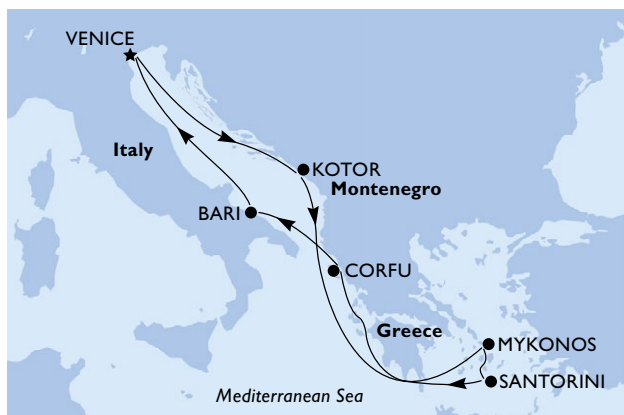 VENICE
Italy
KOTOR
Montenegro
BARI
CORFU
Greece
MYKONOS
SANTORINI
Mediterranean Sea